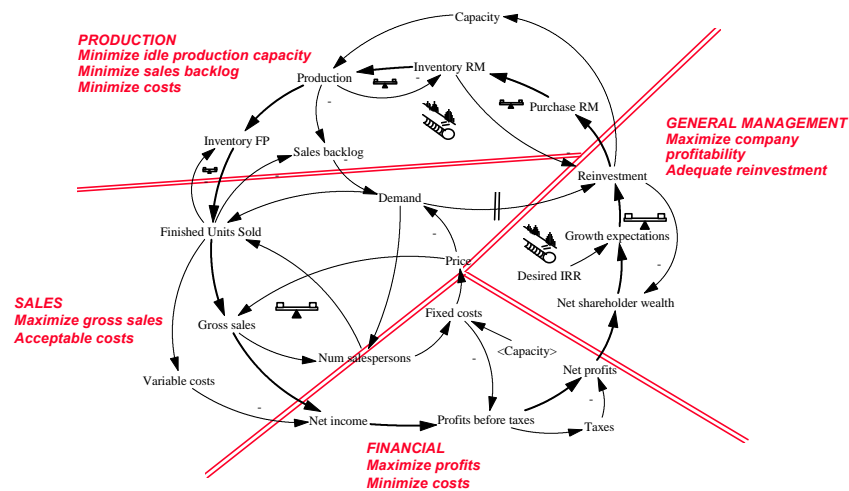 Capacity
PRODUCTION
Minimize idle production capacity
Minimize sales backlog
Minimize costs
Production
Inventory RM
Purchase RM
GENERAL MANAGEMENT
Maximize company
profitability
Adequate reinvestment
Inventory FP
Sales backlog
Reinvestment
Demand
Finished Units Sold
Growth expectations
Price
Desired IRR
SALES
Maximize gross sales
Acceptable costs
Net shareholder wealth
Gross sales
Fixed costs
Num salespersons
<Capacity>
Variable costs
Net profits
Net income
Profits before taxes
Taxes
FINANCIAL
Maximize profits
Minimize costs